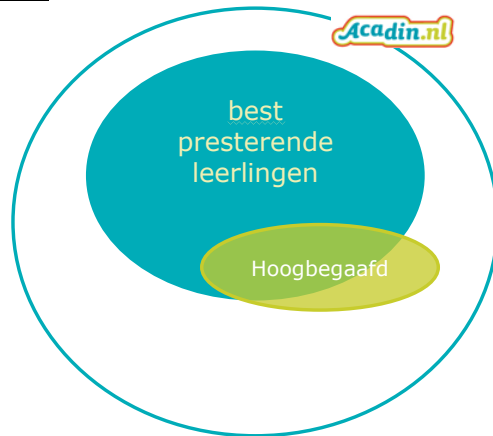 Acadin.nl
best
presterende
leerlingen
Hoogbegaafd